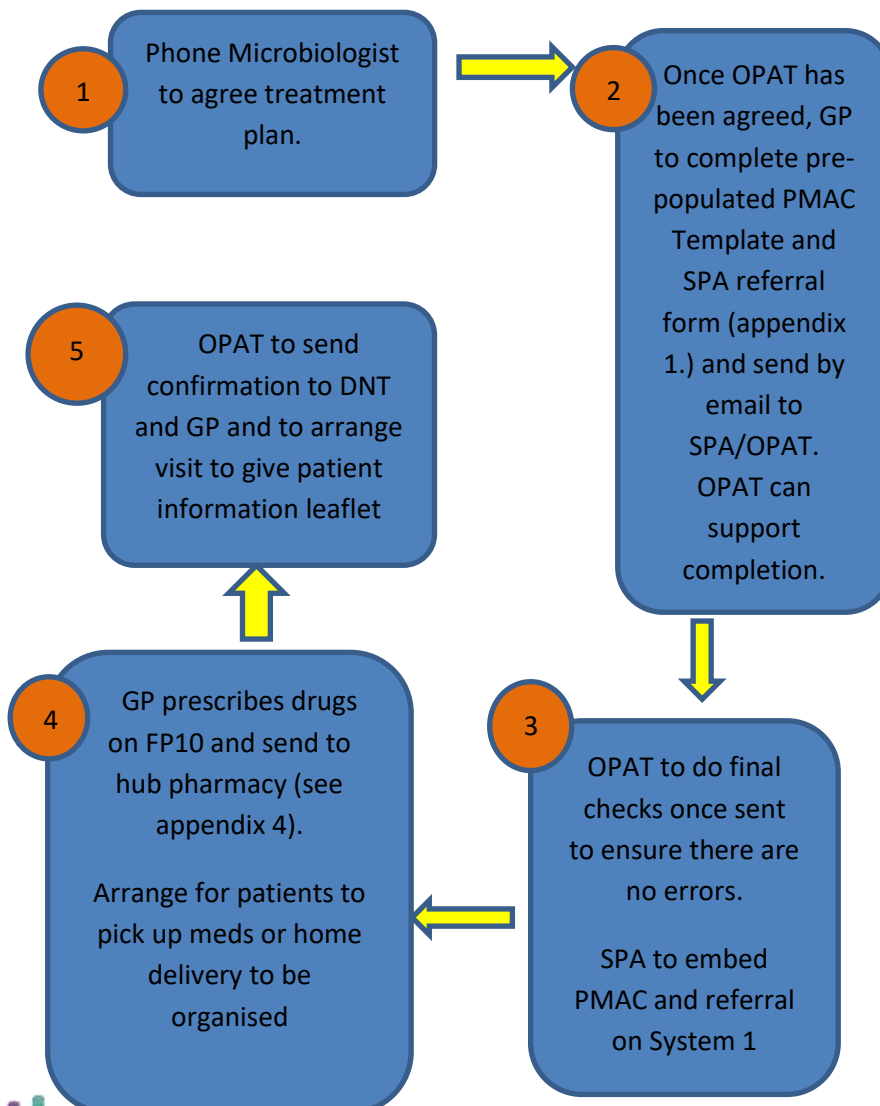 1
Phone Microbiologist
to agree treatment
plan.
2
Once OPAT has
been agreed, GP
to complete pre-
populated PMAC
Template and
SPA referral
form (appendix
1.) and send by
email to
SPA/OPAT.
OPAT can
support
completion.
3
OPAT to do final
checks once sent
to ensure there are
no errors.
SPA to embed
PMAC and referral
on System 1
4
GP prescribes drugs
on FP10 and send to
hub pharmacy (see
appendix 4).
Arrange for patients to
pick up meds or home
delivery to be
organised
5
OPAT to send
confirmation to DNT
and GP and to arrange
visit to give patient
information leaflet